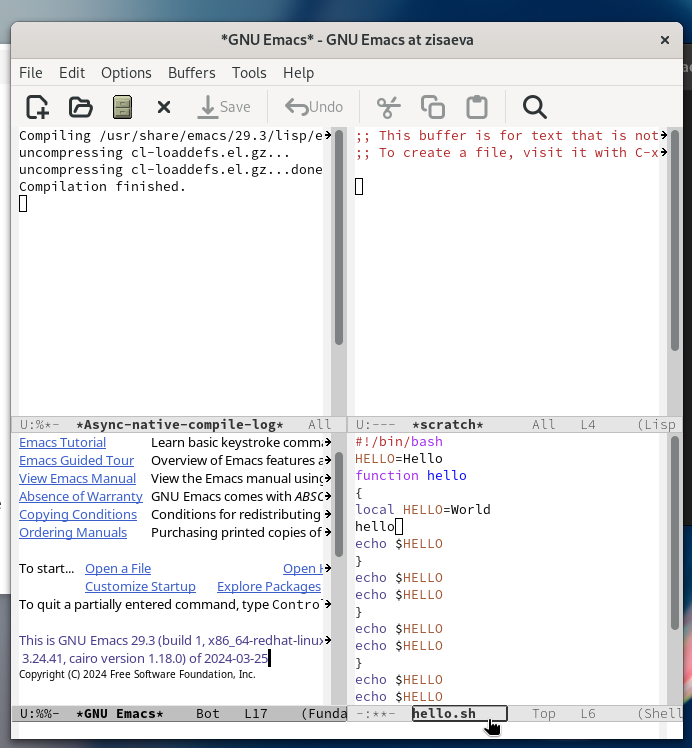 *GNU Emacs* - GNU Emacs at zisaeva
File Edit Options Buffers Tools Help
Save Undo
Compiling /usr/share/emacs/29.3/lisp/e
uncompressing cl-loaddefs.el.gz...
uncompressing cl-loaddefs.el.gz...done
Compilation finished.
U:%*- *Async-native-compile-log* All
;; This buffer is for text that is not
;; To create a file, visit it with C-x
U:--- *scratch* All L4 (Lisp
Emacs Tutorial Learn basic keystroke comma
Emacs Guided Tour Overview of Emacs features a
View Emacs Manual View the Emacs manual using
Absence of Warranty GNU Emacs comes with ABSO
Copying Conditions Conditions for redistributing
Ordering Manuals Purchasing printed copies of
To start... Open a File Open H
Customize Startup Explore Packages
To quit a partially entered command, type Control
This is GNU Emacs 29.3 (build 1, x86_64-redhat-linux
3.24.41, cairo version 1.18.0) of 2024-03-25
Copyright (C) 2024 Free Software Foundation, Inc.
U:%%- *GNU Emacs* Bot L17 (Funda
#!/bin/bash
HELLO=Hello
function hello
{
local HELLO=World
hello
echo $HELLO
}
echo $HELLO
echo $HELLO
}
echo $HELLO
echo $HELLO
}
echo $HELLO
echo $HELLO
-:**- hello.sh Top L6 (Shell